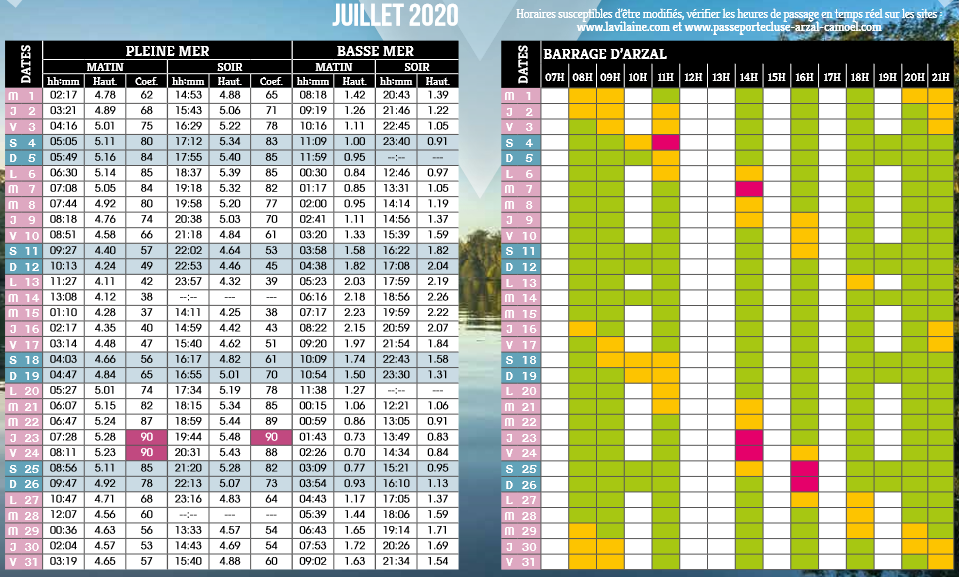 JUILLET 2020
Horaires susceptibles d'être modifiés, vérifier les heures de passage en temps réel sur les sites :
www.lavilaine.com et www.passeportecluse-arzal-camoel.com
DATES PLEINE MER BASSE MER
MATIN SOIR MATIN SOIR
hh:mm Haut. Coef. hh:mm Haut. Coef. hh:mm Haut. hh:mm Haut.
M 1 02:17 4.78 62 14:53 4.88 65 08:18 1.42 20:43 1.39
J 2 03:21 4.89 68 15:43 5.06 71 09:19 1.26 21:46 1.22
V 3 04:16 5.01 75 16:29 5.22 78 10:16 1.11 22:45 1.05
S 4 05:05 5.11 80 17:12 5.34 83 11:09 1.00 23:40 0.91
D 5 05:49 5.16 84 17:55 5.40 85 11:59 0.95 --:-- ---
L 6 06:30 5.14 85 18:37 5.39 85 00:30 0.84 12:46 0.97
M 7 07:08 5.05 84 19:18 5.32 82 01:17 0.85 13:31 1.05
M 8 07:44 4.92 80 19:58 5.20 77 02:00 0.95 14:14 1.19
J 9 08:18 4.76 74 20:38 5.03 70 02:41 1.11 14:56 1.37
V 10 08:51 4.58 66 21:18 4.84 61 03:20 1.33 15:39 1.59
S 11 09:27 4.40 57 22:02 4.64 53 03:58 1.58 16:22 1.82
D 12 10:13 4.24 49 22:53 4.46 45 04:38 1.82 17:08 2.04
L 13 11:27 4.11 42 23:57 4.32 39 05:23 2.03 17:59 2.19
M 14 13:08 4.12 38 --:-- --- --- 06:16 2.18 18:56 2.26
M 15 01:10 4.28 37 14:11 4.25 38 07:17 2.23 19:59 2.22
J 16 02:17 4.35 40 14:59 4.42 43 08:22 2.15 20:59 2.07
V 17 03:14 4.48 47 15:40 4.62 51 09:20 1.97 21:54 1.84
S 18 04:03 4.66 56 16:17 4.82 61 10:09 1.74 22:43 1.58
D 19 04:47 4.84 65 16:55 5.01 70 10:54 1.50 23:30 1.31
L 20 05:27 5.01 74 17:34 5.19 78 11:38 1.27 --:-- ---
M 21 06:07 5.15 82 18:15 5.34 85 00:15 1.06 12:21 1.06
M 22 06:47 5.24 87 18:59 5.44 89 00:59 0.86 13:05 0.91
J 23 07:28 5.28 90 19:44 5.48 90 01:43 0.73 13:49 0.83
V 24 08:11 5.23 90 20:31 5.43 88 02:26 0.70 14:34 0.84
S 25 08:56 5.11 85 21:20 5.28 82 03:09 0.77 15:21 0.95
D 26 09:47 4.92 78 22:13 5.07 73 03:54 0.93 16:10 1.13
L 27 10:47 4.71 68 23:16 4.83 64 04:43 1.17 17:05 1.37
M 28 12:07 4.56 60 --:-- --- --- 05:39 1.44 18:06 1.59
M 29 00:36 4.63 56 13:33 4.57 54 06:43 1.65 19:14 1.71
J 30 02:04 4.57 53 14:43 4.69 54 07:53 1.72 20:26 1.69
V 31 03:19 4.65 57 15:40 4.88 60 09:02 1.63 21:34 1.54
DATES BARRAGE D'ARZAL
07H 08H 09H 10H 11H 12H 13H 14H 15H 16H 17H 18H 19H 20H 21H
M 1
J 2
V 3
S 4
D 5
L 6
M 7
M 8
J 9
V 10
S 11
D 12
L 13
M 14
M 15
J 16
V 17
S 18
D 19
L 20
M 21
M 22
J 23
V 24
S 25
D 26
L 27
M 28
M 29
J 30
V 31